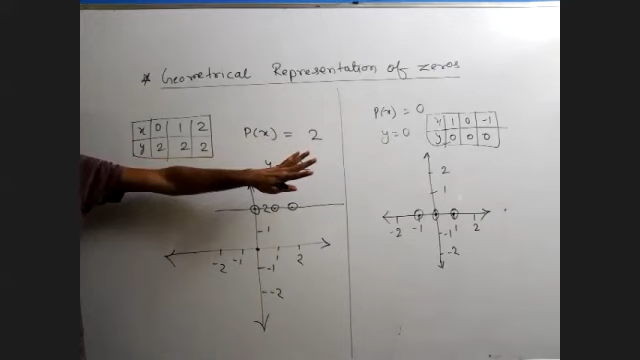 * Geometrical Representation of zeros
x 0 1 2
y 2 2 2
P(x) = 2
y
2
1
-2 -1 1 2
-1
-2
P(x) = 0
y=0
x 1 0 -1
y 0 0 0
2
1
-2 -1 1 2
-1
-2